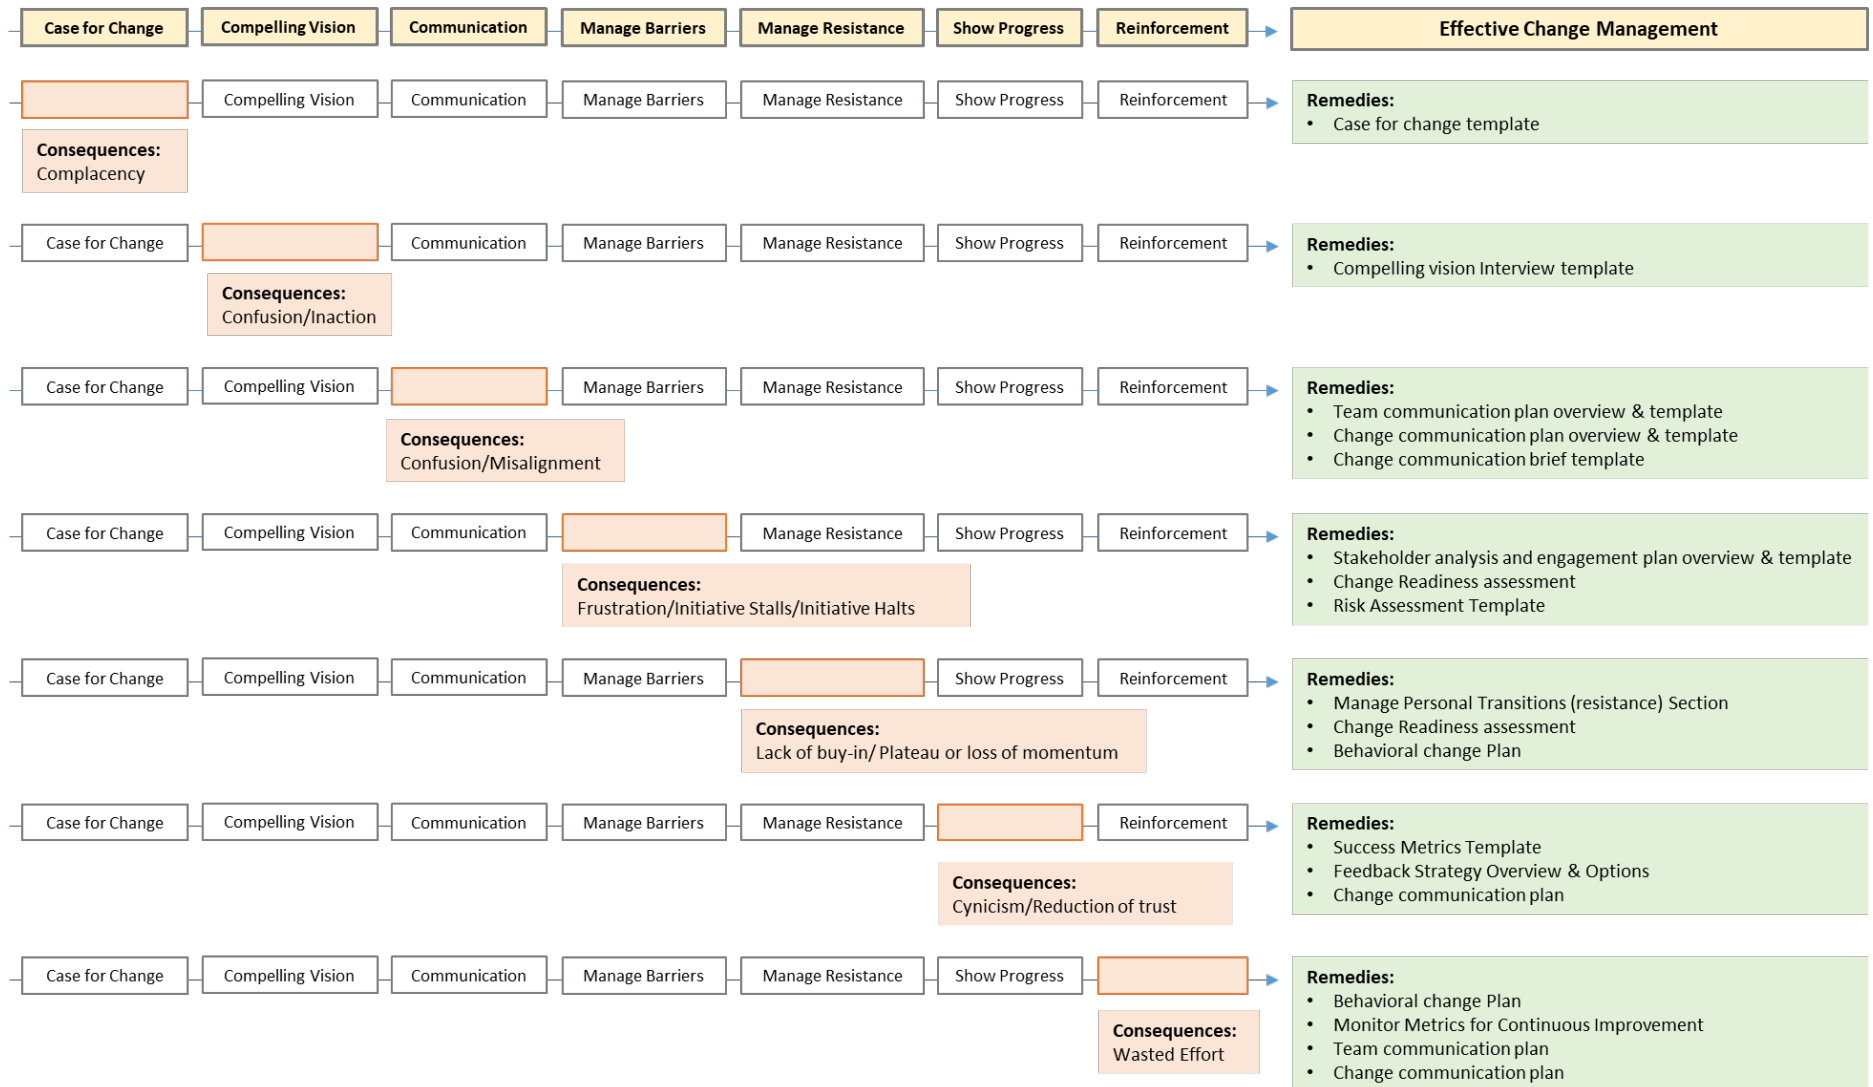 Case for Change
Compelling Vision
Communication
Manage Barriers
Manage Resistance
Show Progress
Reinforcement
Effective Change Management
Compelling Vision
Communication
Manage Barriers
Manage Resistance
Show Progress
Reinforcement
Consequences:
Complacency
Remedies:
• Case for change template
Case for Change
Communication
Manage Barriers
Manage Resistance
Show Progress
Reinforcement
Consequences:
Confusion/Inaction
Remedies:
• Compelling vision Interview template
Case for Change
Compelling Vision
Manage Barriers
Manage Resistance
Show Progress
Reinforcement
Consequences:
Confusion/Misalignment
Remedies:
• Team communication plan overview & template
• Change communication plan overview & template
• Change communication brief template
Case for Change
Compelling Vision
Communication
Manage Resistance
Show Progress
Reinforcement
Consequences:
Frustration/Initiative Stalls/Initiative Halts
Remedies:
• Stakeholder analysis and engagement plan overview & template
• Change Readiness assessment
• Risk Assessment Template
Case for Change
Compelling Vision
Communication
Manage Barriers
Show Progress
Reinforcement
Consequences:
Lack of buy-in/ Plateau or loss of momentum
Remedies:
• Manage Personal Transitions (resistance) Section
• Change Readiness assessment
• Behavioral change Plan
Case for Change
Compelling Vision
Communication
Manage Barriers
Manage Resistance
Reinforcement
Consequences:
Cynicism/Reduction of trust
Remedies:
• Success Metrics Template
• Feedback Strategy Overview & Options
• Change communication plan
Case for Change
Compelling Vision
Communication
Manage Barriers
Manage Resistance
Show Progress
Consequences:
Wasted Effort
Remedies:
• Behavioral change Plan
• Monitor Metrics for Continuous Improvement
• Team communication plan
• Change communication plan